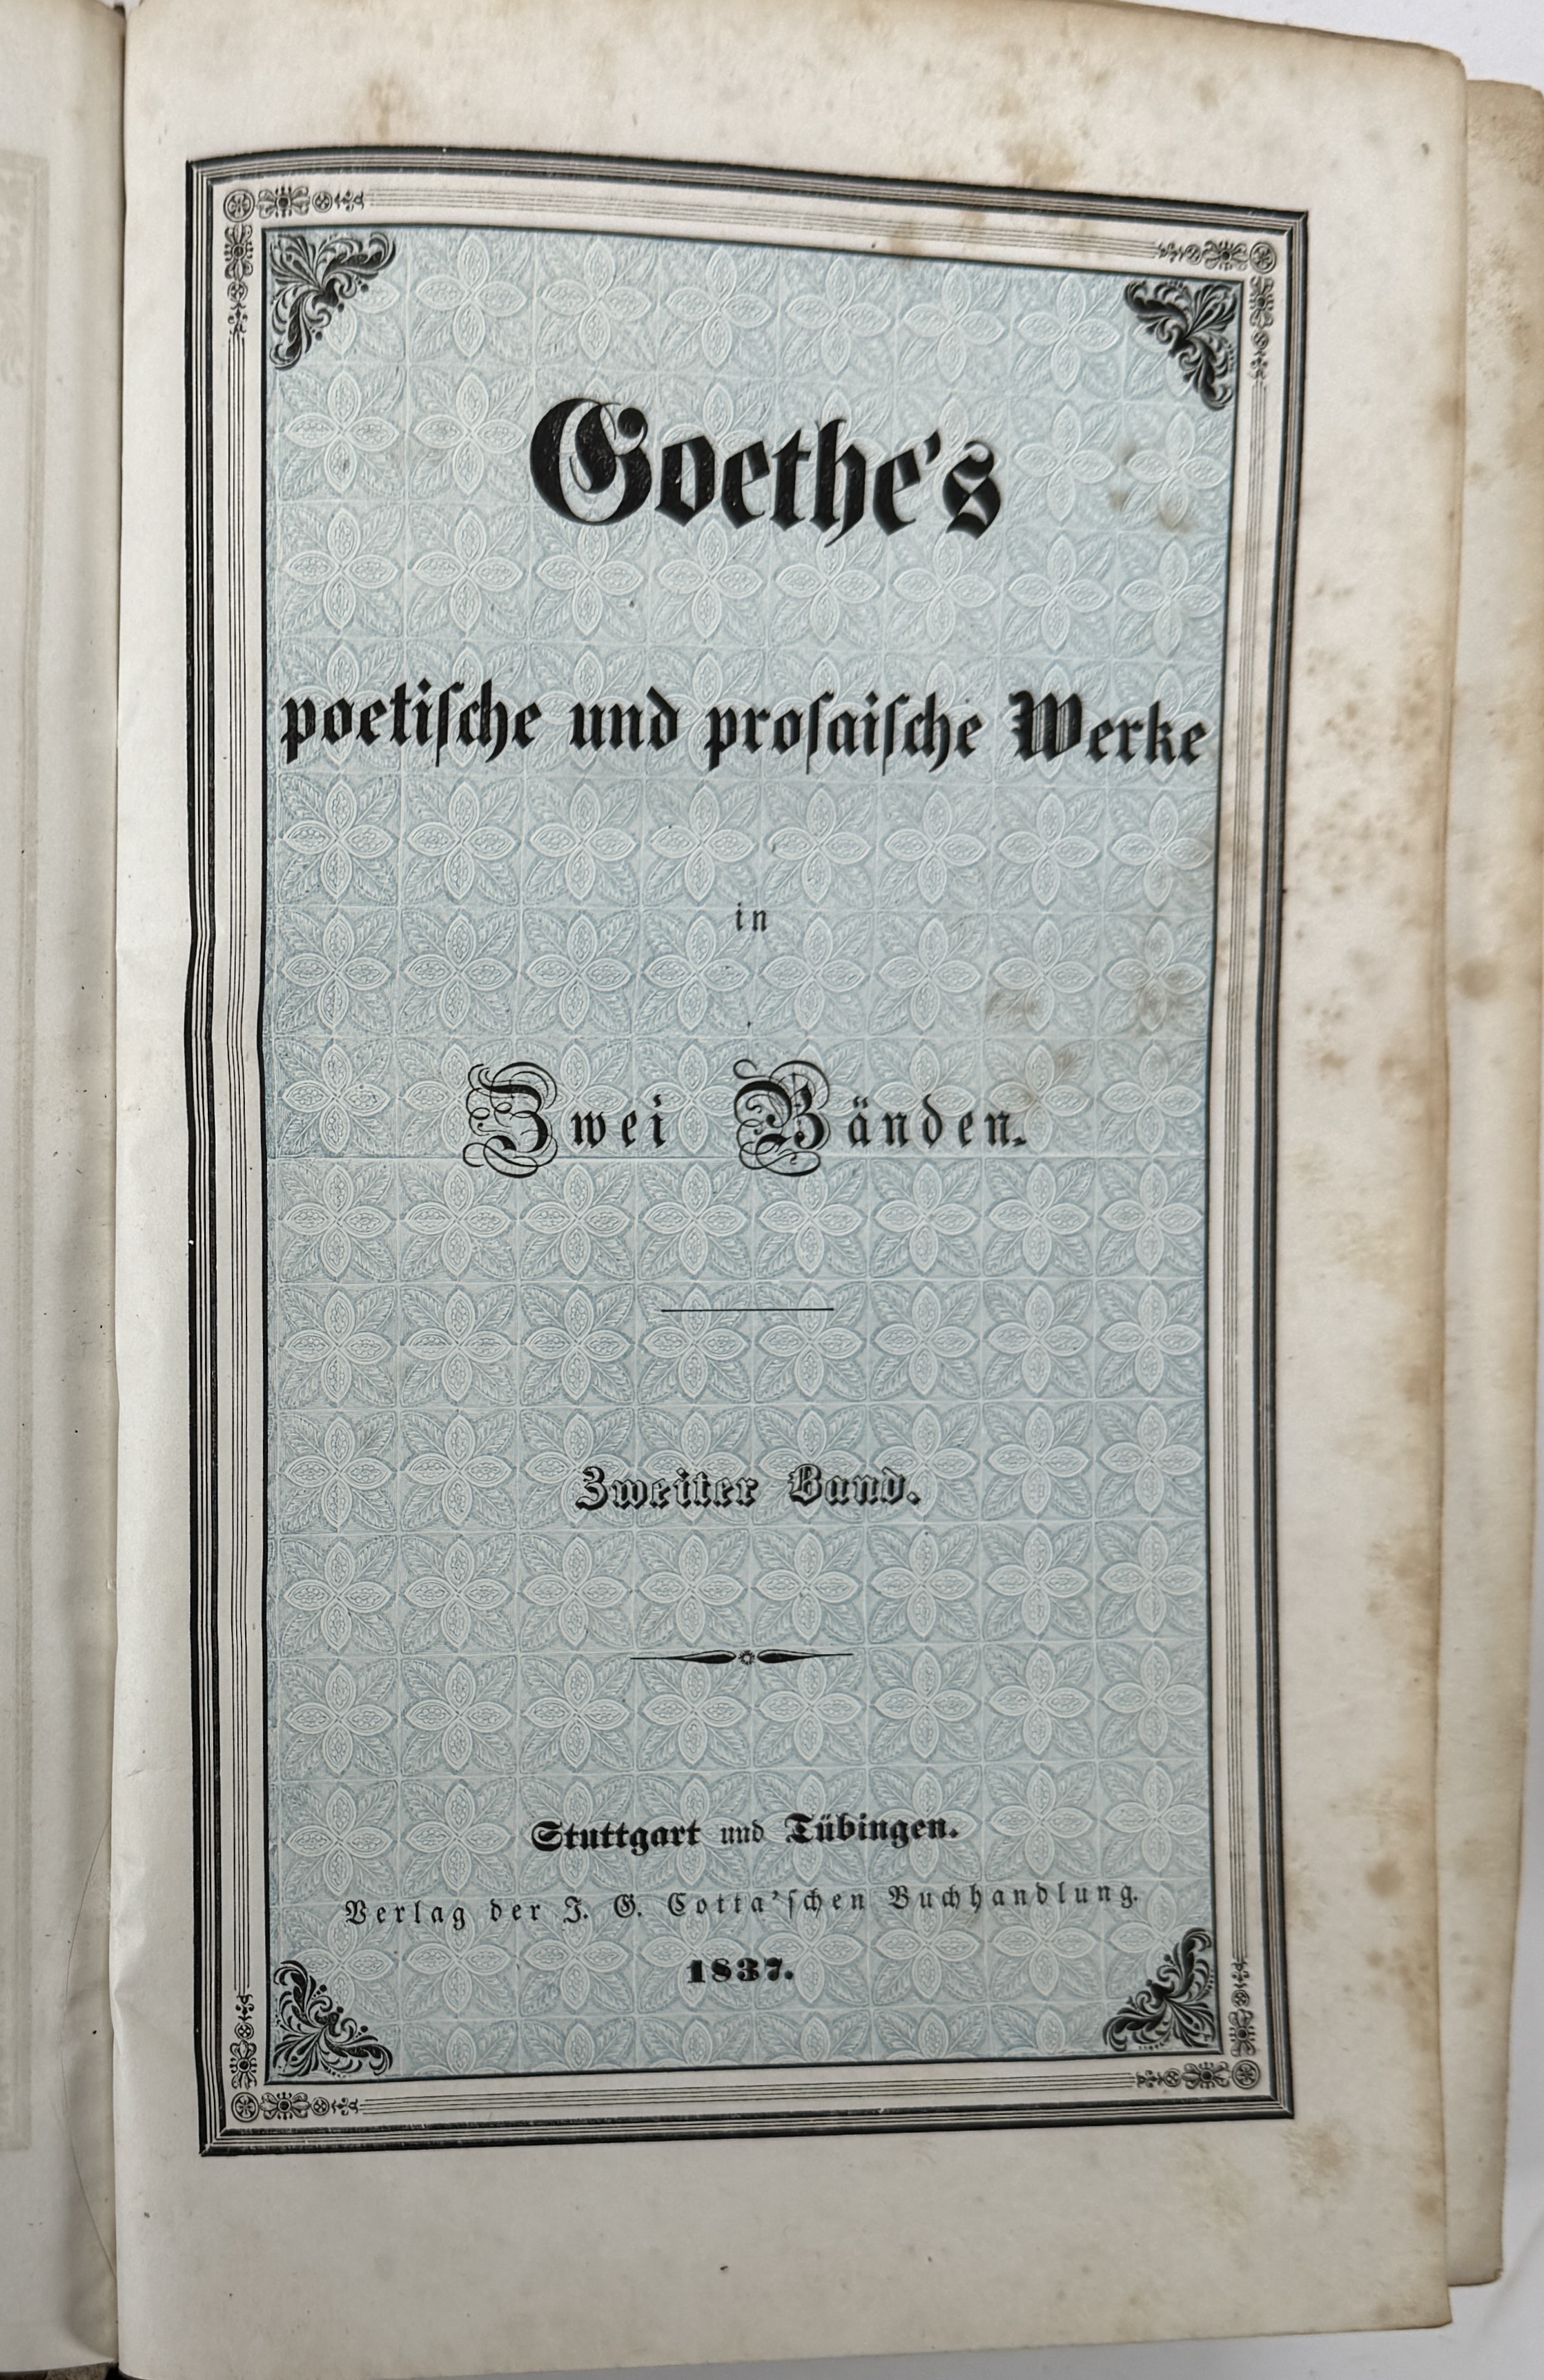 Goethe's
poetiſche und proſaiſche Werke
in
Zwei Bänden.
Zweiter Band.
Stuttgart und Tübingen.
Verlag der J. G. Cotta'ſchen Buchhandlung.
1837.